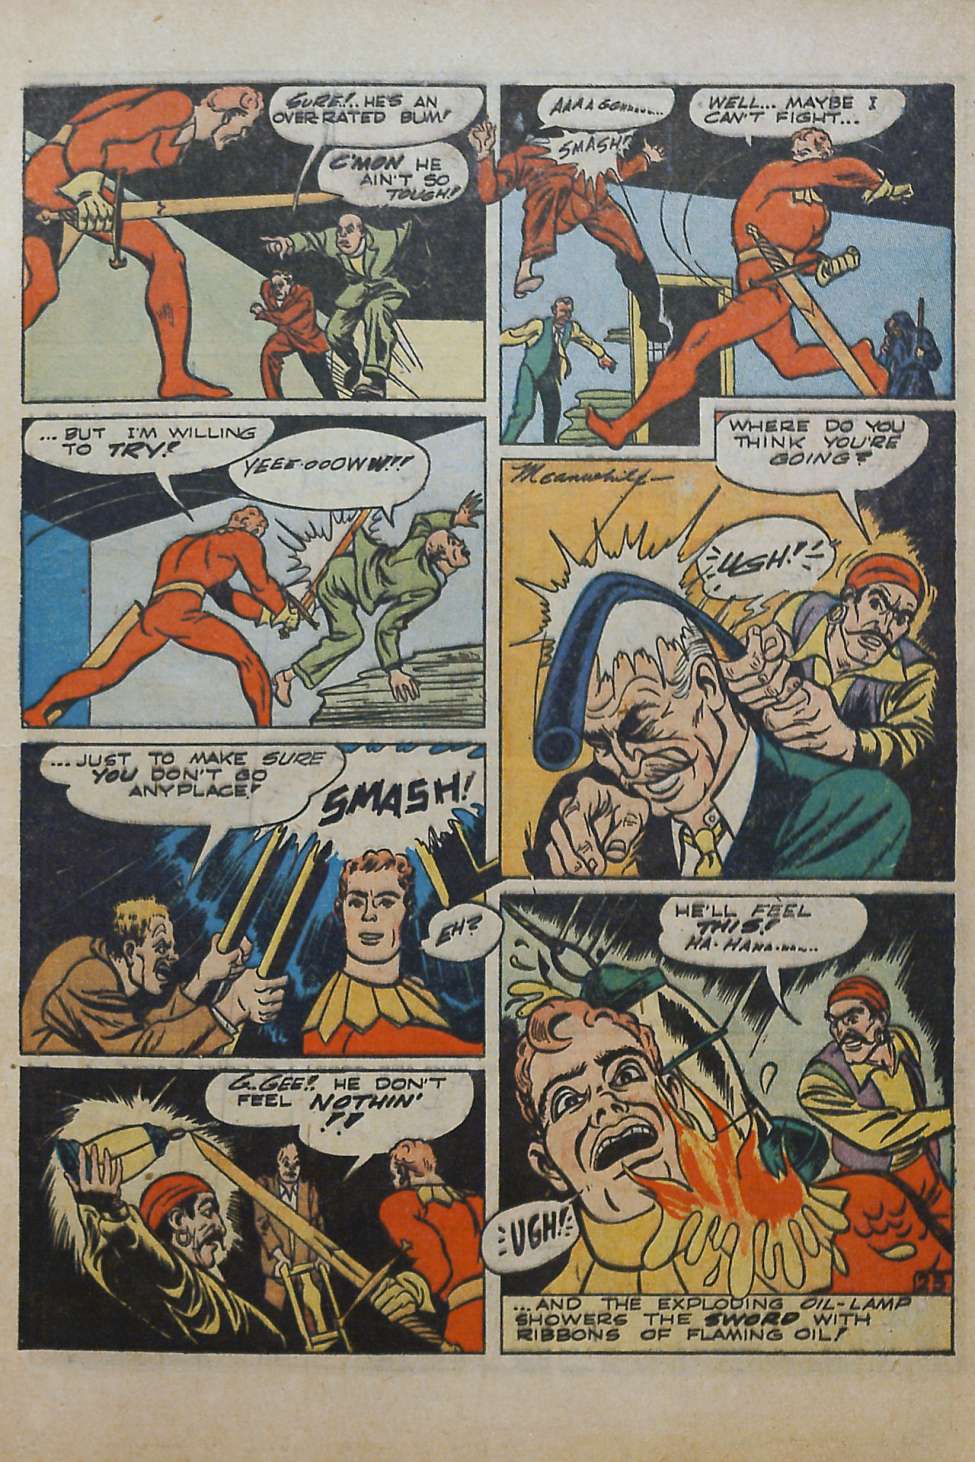 SURE!.. HE'S AN
OVER-RATED BUM!
C'MON HE
AIN'T SO
TOUGH!
SMASH!
WELL... MAYBE I
CAN'T FIGHT...
...BUT I'M WILLING
TO TRY!
YEEE-OOOWW!!
Meanwhile—
WHERE DO YOU
THINK YOU'RE
GOING?
UGH!!
...JUST TO MAKE SURE
YOU DON'T GO
ANYPLACE!
SMASH!
EH?
G.GEE!. HE DON'T
FEEL NOTHIN'
!?
HE'LL FEEL
THIS!
UGH!
...AND THE EXPLODING OIL-LAMP
SHOWERS THE SWORD WITH
RIBBONS OF FLAMING OIL!